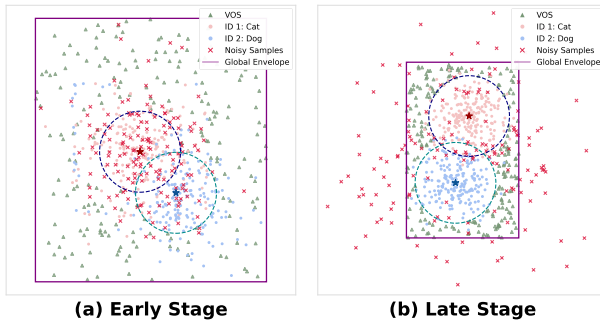 VOS
ID 1: Cat
ID 2: Dog
Noisy Samples
Global Envelope
(a) Early Stage
VOS
ID 1: Cat
ID 2: Dog
Noisy Samples
Global Envelope
(b) Late Stage